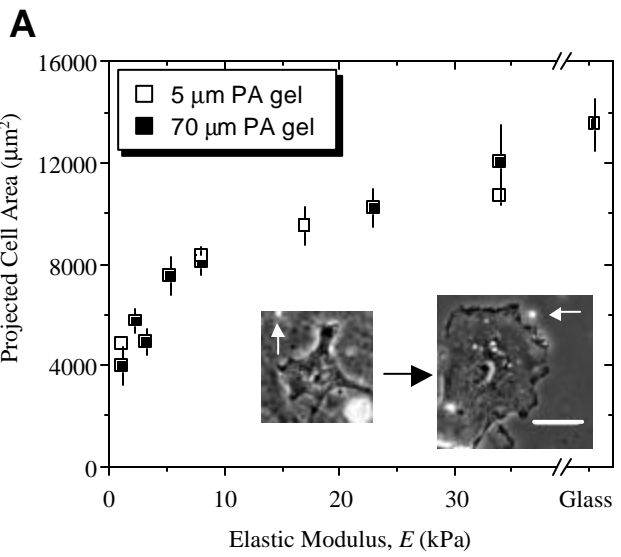 A
16000
12000
8000
4000
0
Projected Cell Area (μm²)
5 μm PA gel
70 μm PA gel
0 10 20 30 Glass
Elastic Modulus, E (kPa)